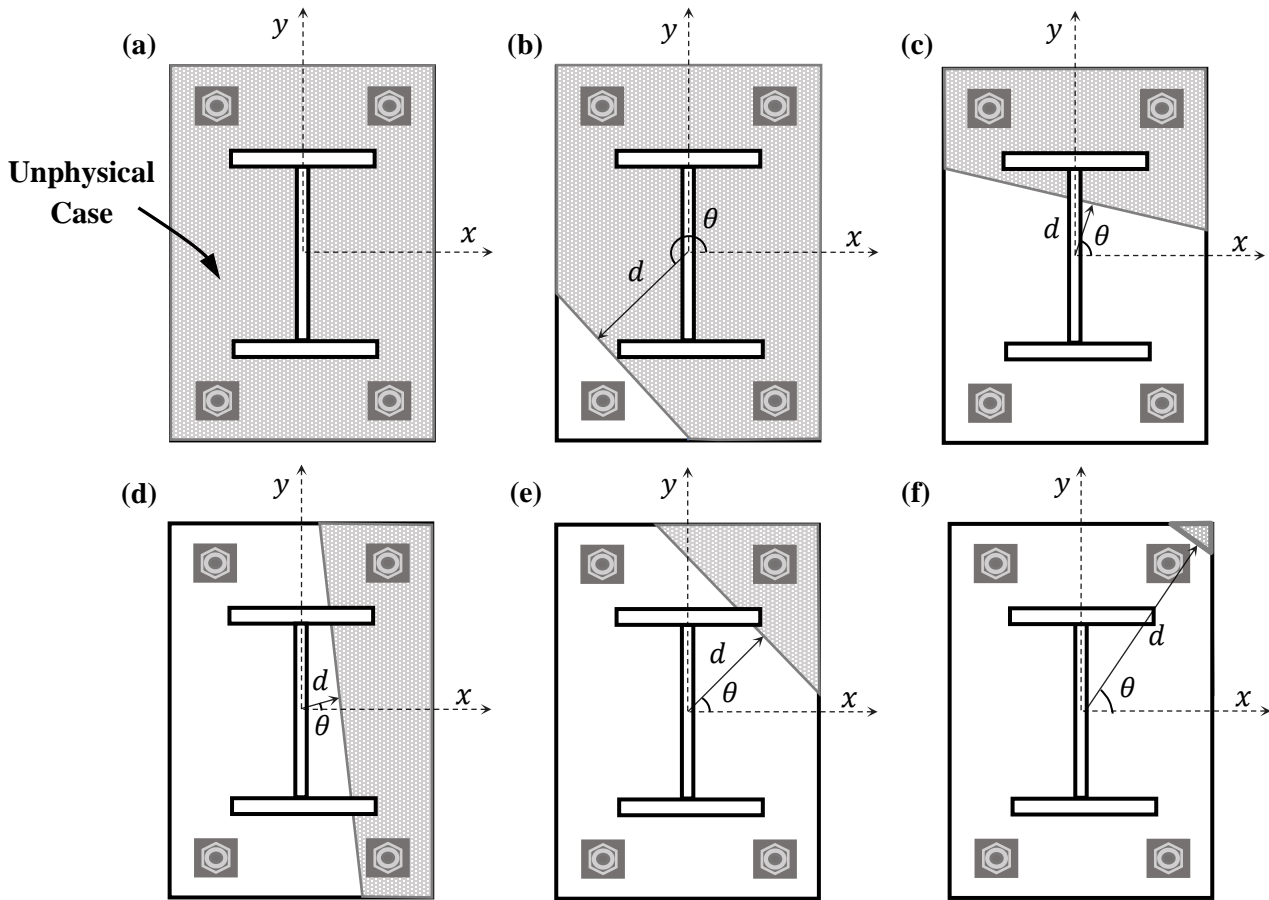 (a)
y
x
Unphysical
Case
(b)
y
x
θ
d
(c)
y
x
d
θ
(d)
y
x
d
θ
(e)
y
x
d
θ
(f)
y
x
d
θ